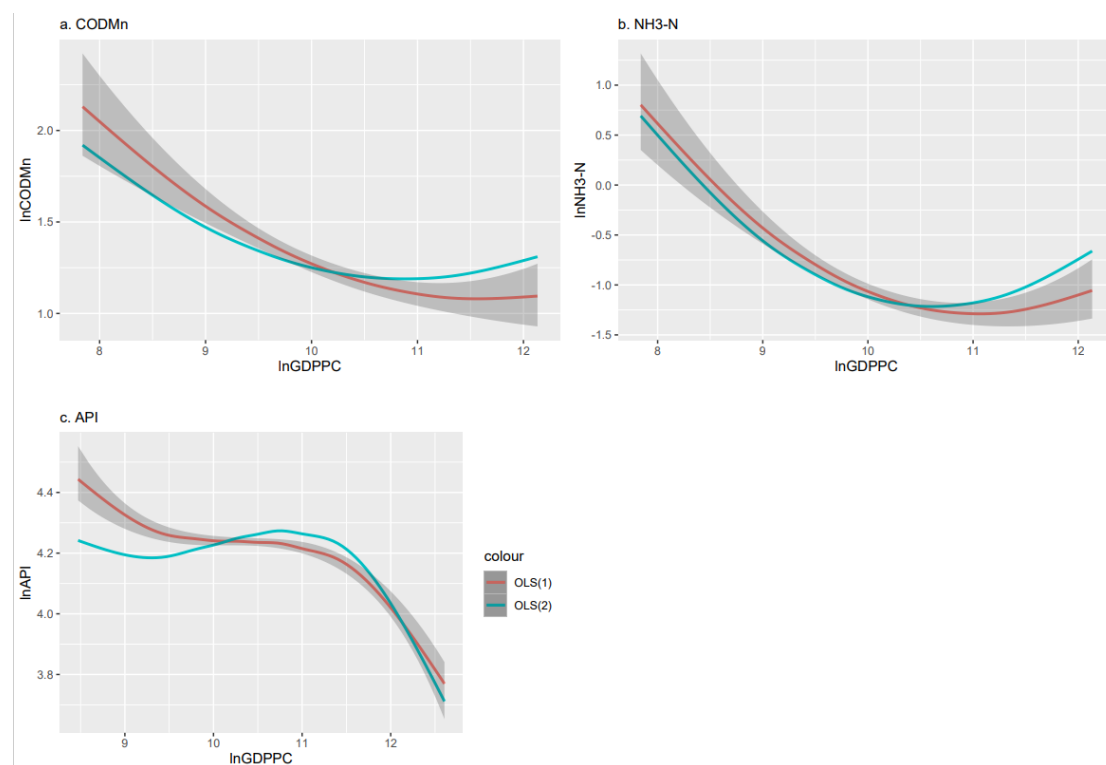 a. CODMn
lnCODMn
2.0
1.5
1.0
8 9 10 11 12
lnGDPPC
b. NH3-N
lnNH3-N
1.0
0.5
0.0
-0.5
-1.0
-1.5
8 9 10 11 12
lnGDPPC
c. API
lnAPI
4.4
4.2
4.0
3.8
9 10 11 12
lnGDPPC
colour
OLS(1)
OLS(2)